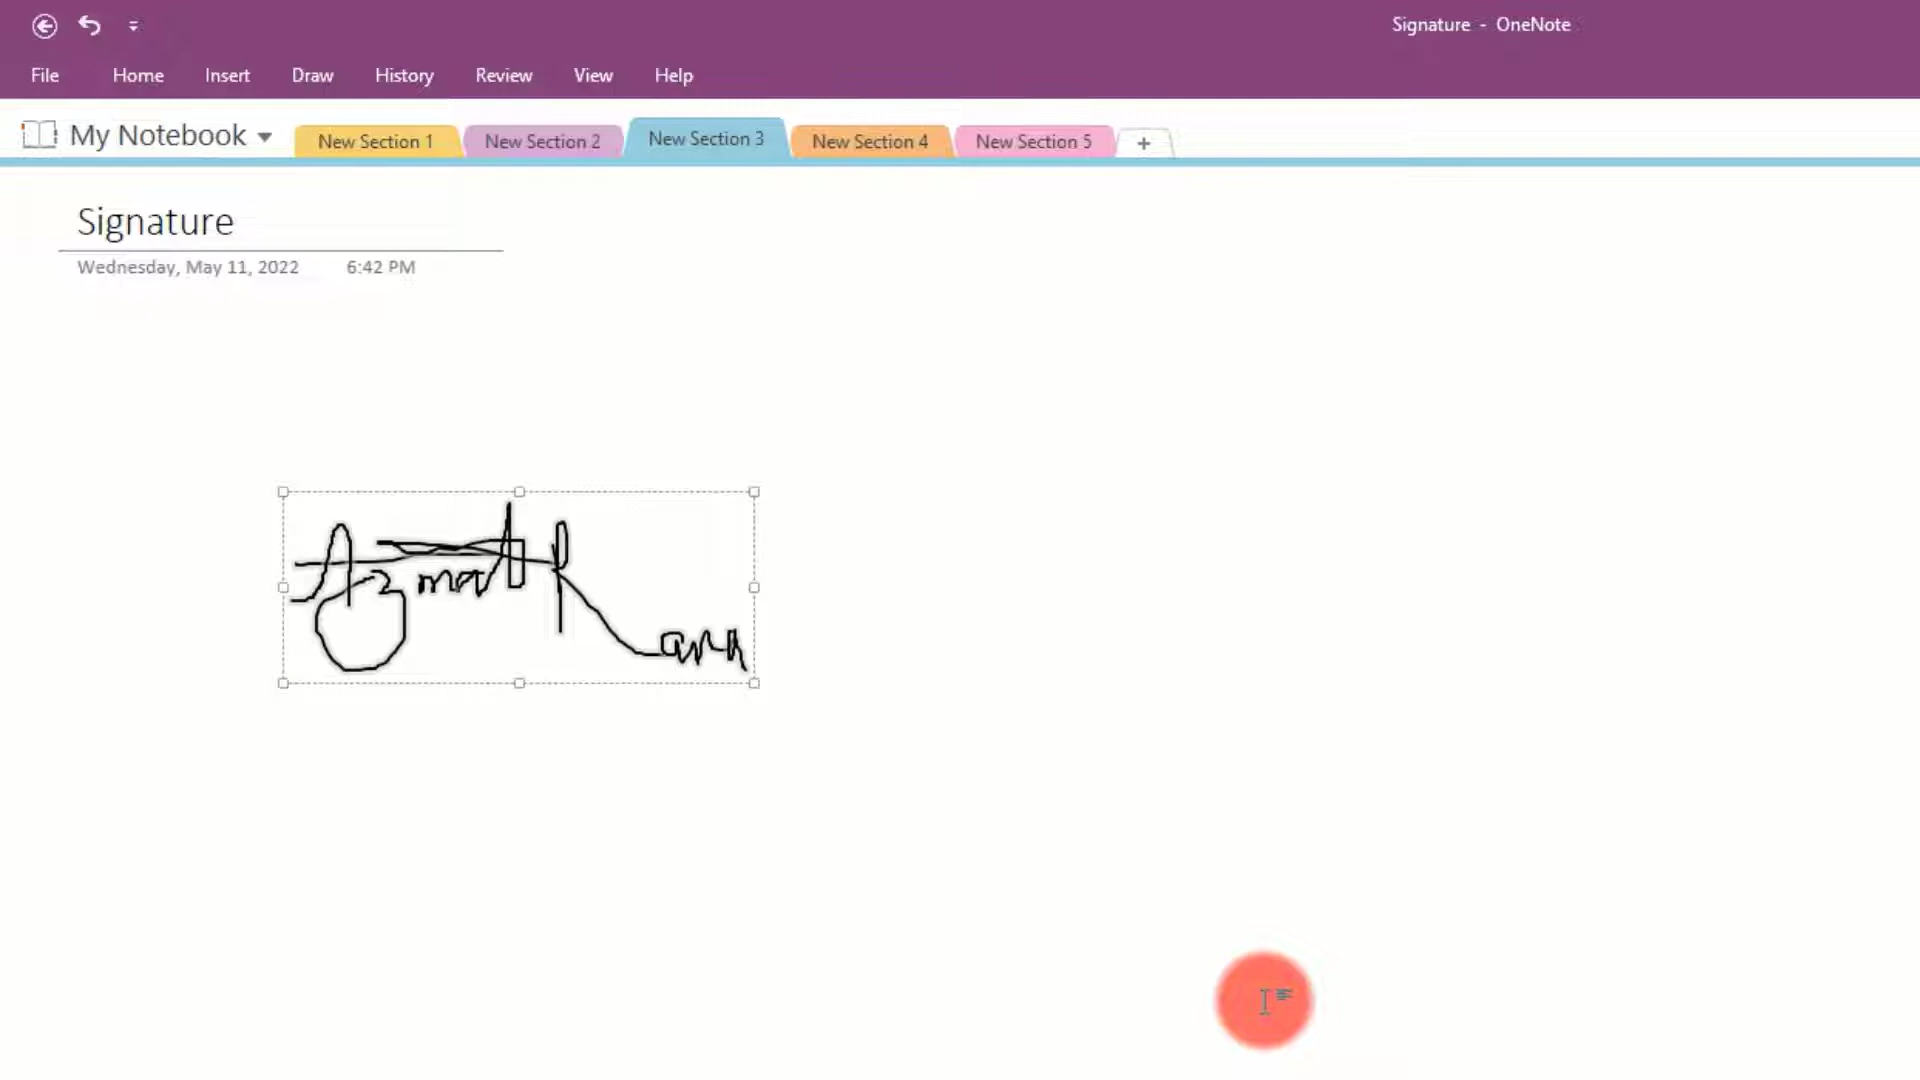 Signature - OneNote
File Home Insert Draw History Review View Help
My Notebook New Section 1 New Section 2 New Section 3 New Section 4 New Section 5 +
Signature
Wednesday, May 11, 2022 6:42 PM